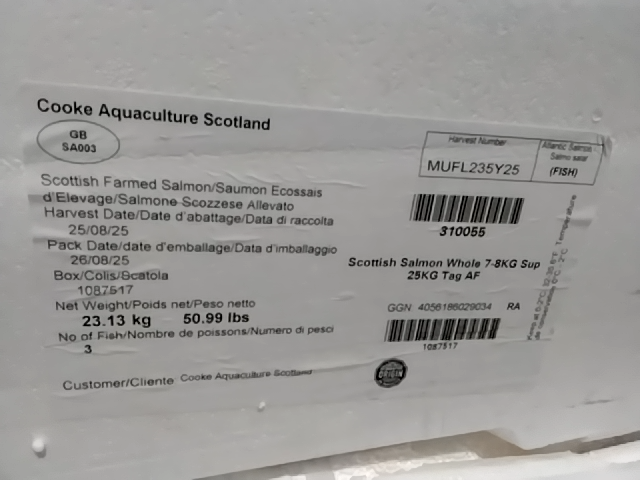 Cooke Aquaculture Scotland
GB
SA003
Harvest Number
MUFL235Y25
Atlantic Salmon
Salmo salar
(FISH)
Scottish Farmed Salmon/Saumon Ecossais
d'Elevage/Salmone Scozzese Allevato
Harvest Date/Date d'abattage/Data di raccolta
25/08/25
Pack Date/date d'emballage/Data d'imballaggio
26/08/25
Box/Colis/Scatola
1087517
Net Weight/Poids net/Peso netto
23.13 kg 50.99 lbs
No of Fish/Nombre de poissons/Numero di pesci
3
Customer/Cliente Cooke Aquaculture Scotland
310055
Scottish Salmon Whole 7-8KG Sup
25KG Tag AF
GGN 4056186029034 RA
1087517
ORIGIN